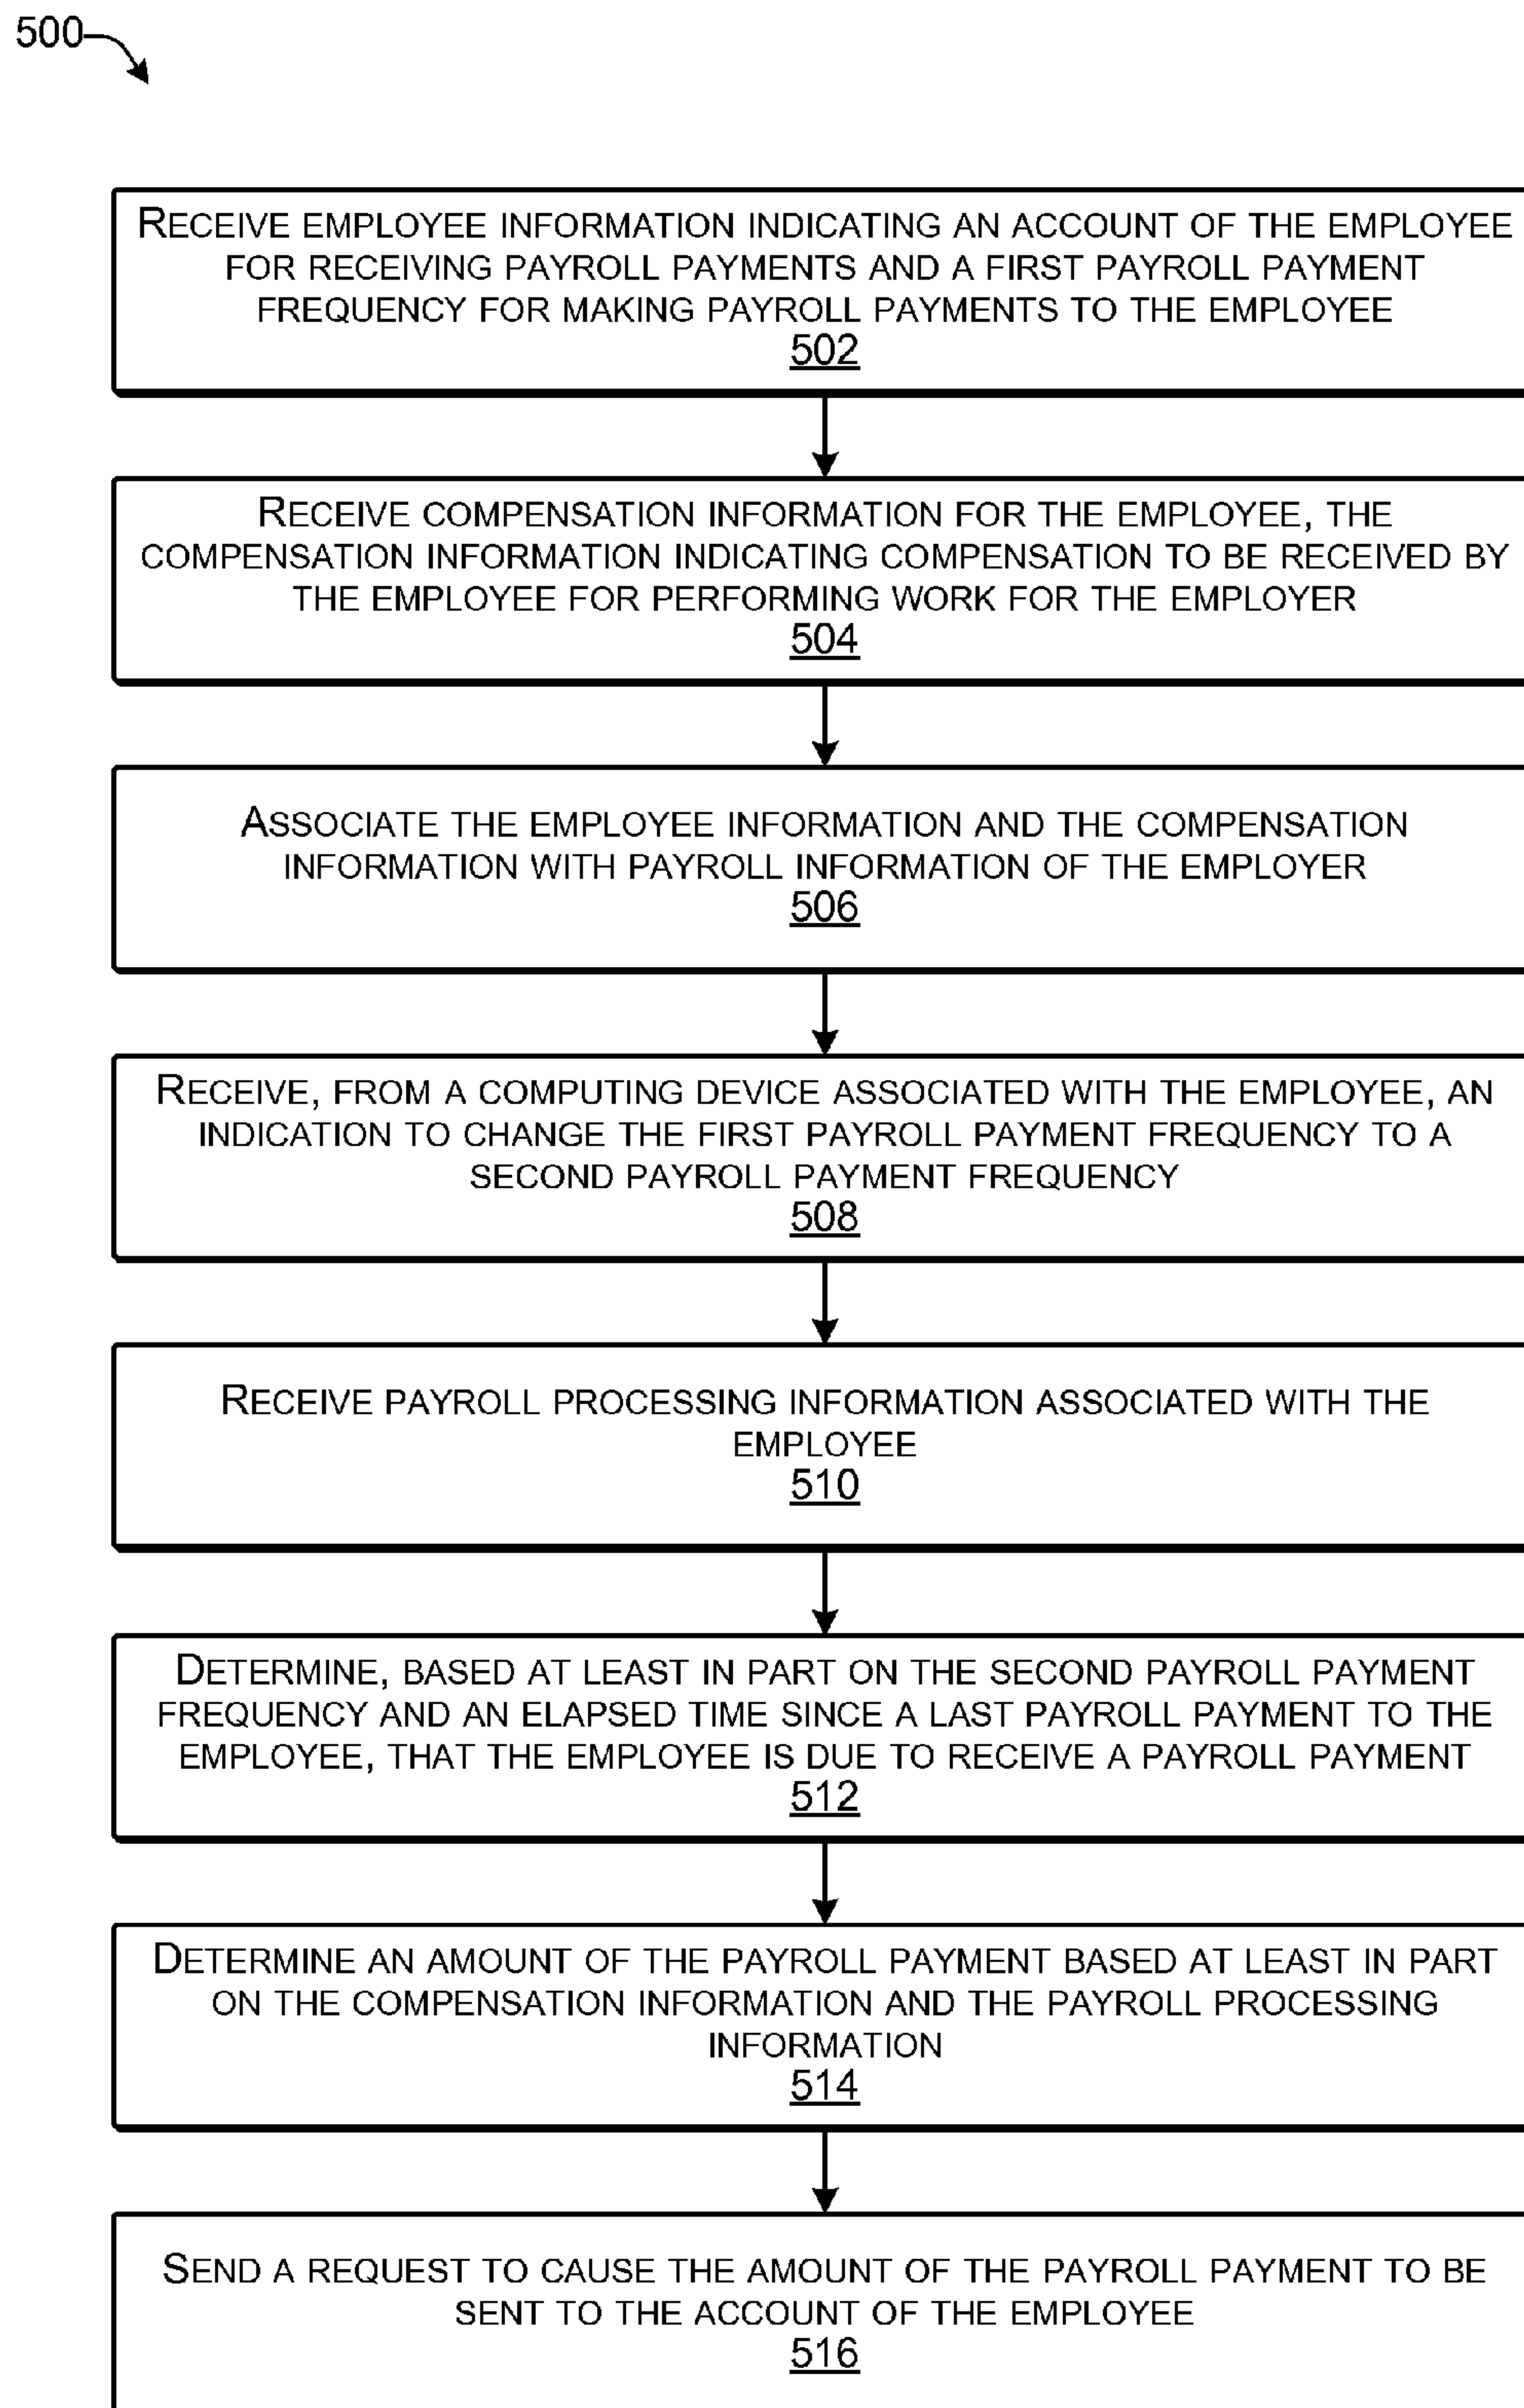 500
RECEIVE EMPLOYEE INFORMATION INDICATING AN ACCOUNT OF THE EMPLOYEE
FOR RECEIVING PAYROLL PAYMENTS AND A FIRST PAYROLL PAYMENT
FREQUENCY FOR MAKING PAYROLL PAYMENTS TO THE EMPLOYEE
502
RECEIVE COMPENSATION INFORMATION FOR THE EMPLOYEE, THE
COMPENSATION INFORMATION INDICATING COMPENSATION TO BE RECEIVED BY
THE EMPLOYEE FOR PERFORMING WORK FOR THE EMPLOYER
504
ASSOCIATE THE EMPLOYEE INFORMATION AND THE COMPENSATION
INFORMATION WITH PAYROLL INFORMATION OF THE EMPLOYER
506
RECEIVE, FROM A COMPUTING DEVICE ASSOCIATED WITH THE EMPLOYEE, AN
INDICATION TO CHANGE THE FIRST PAYROLL PAYMENT FREQUENCY TO A
SECOND PAYROLL PAYMENT FREQUENCY
508
RECEIVE PAYROLL PROCESSING INFORMATION ASSOCIATED WITH THE
EMPLOYEE
510
DETERMINE, BASED AT LEAST IN PART ON THE SECOND PAYROLL PAYMENT
FREQUENCY AND AN ELAPSED TIME SINCE A LAST PAYROLL PAYMENT TO THE
EMPLOYEE, THAT THE EMPLOYEE IS DUE TO RECEIVE A PAYROLL PAYMENT
512
DETERMINE AN AMOUNT OF THE PAYROLL PAYMENT BASED AT LEAST IN PART
ON THE COMPENSATION INFORMATION AND THE PAYROLL PROCESSING
INFORMATION
514
SEND A REQUEST TO CAUSE THE AMOUNT OF THE PAYROLL PAYMENT TO BE
SENT TO THE ACCOUNT OF THE EMPLOYEE
516